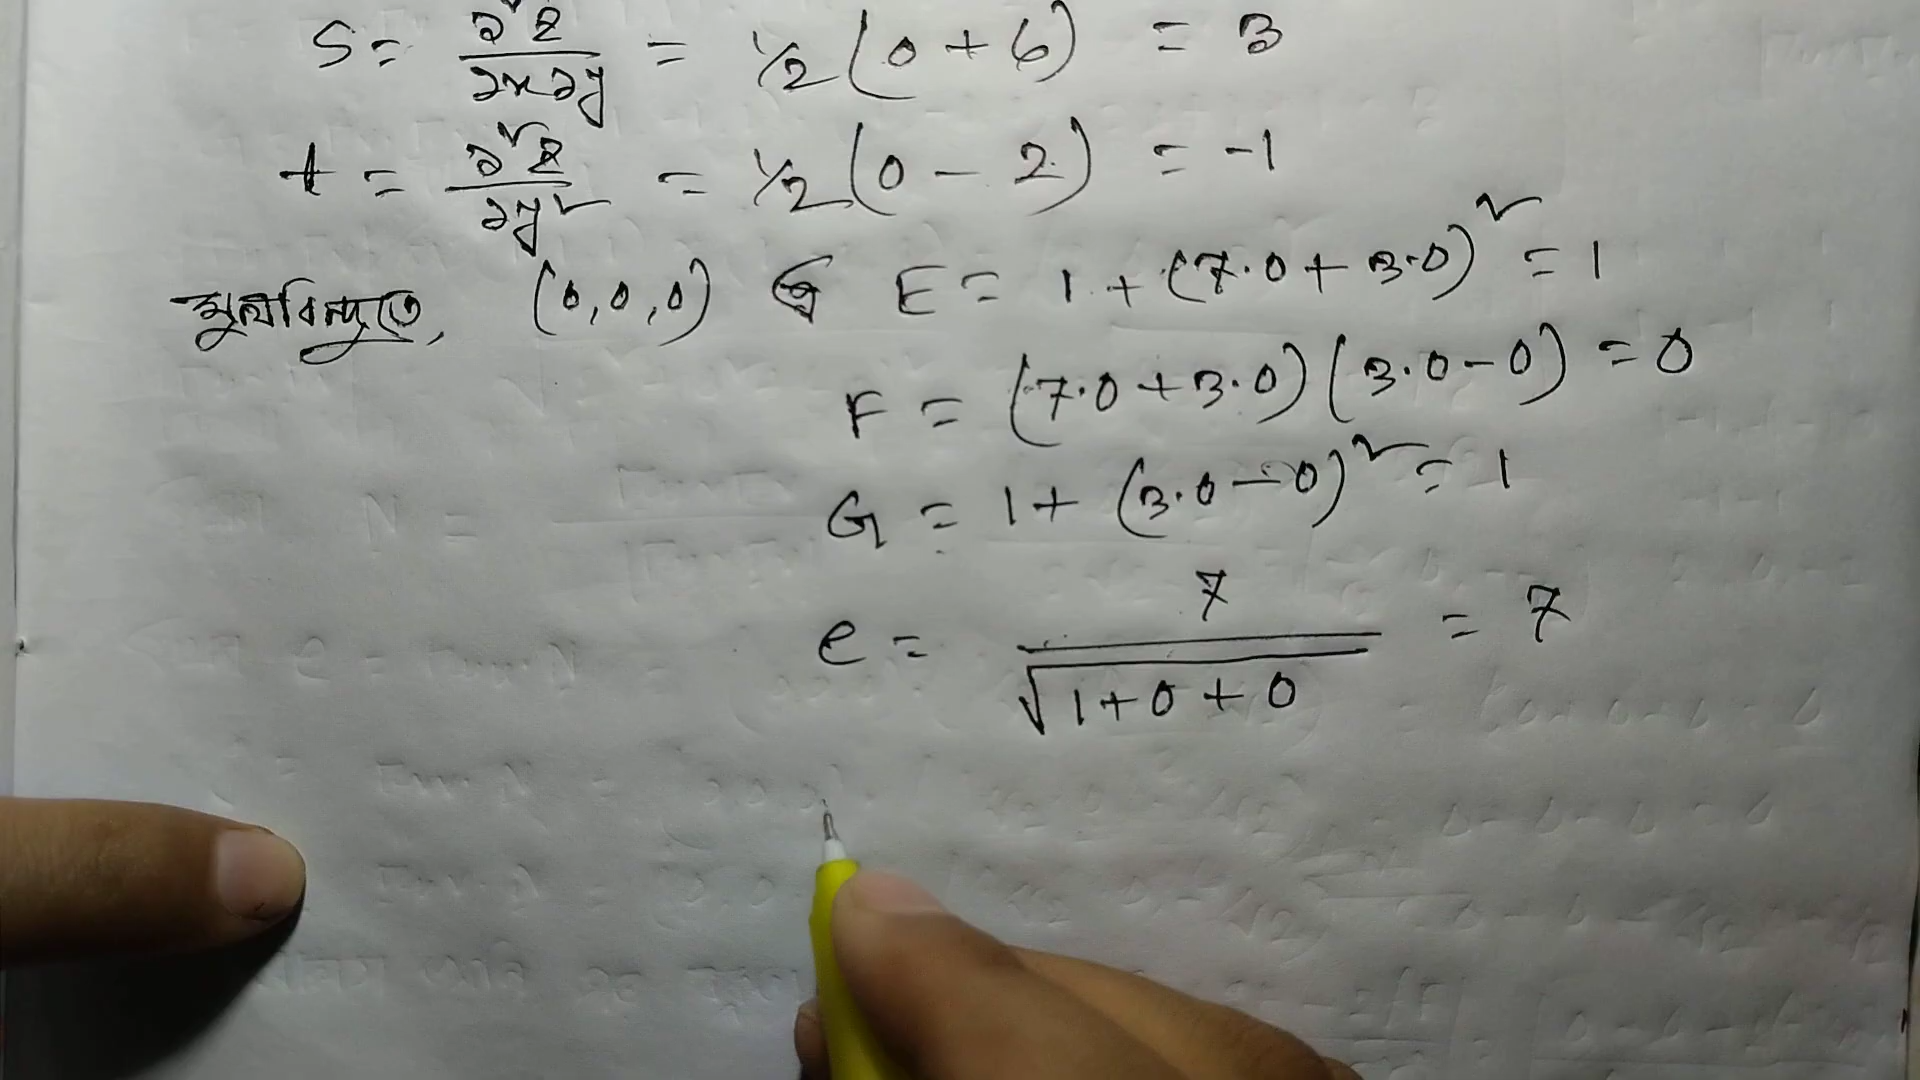 S = ∂²z/∂x∂y = 1/2 (0 + 6) = 3
t = ∂²z/∂y² = 1/2 (0 - 2) = -1
মূলবিন্দুতে, (0,0,0) এ E = 1 + (7.0 + 3.0)² = 1
F = (7.0 + 3.0) (3.0 - 0) = 0
G = 1 + (3.0 - 0)² = 1
e = 7/√(1+0+0) = 7